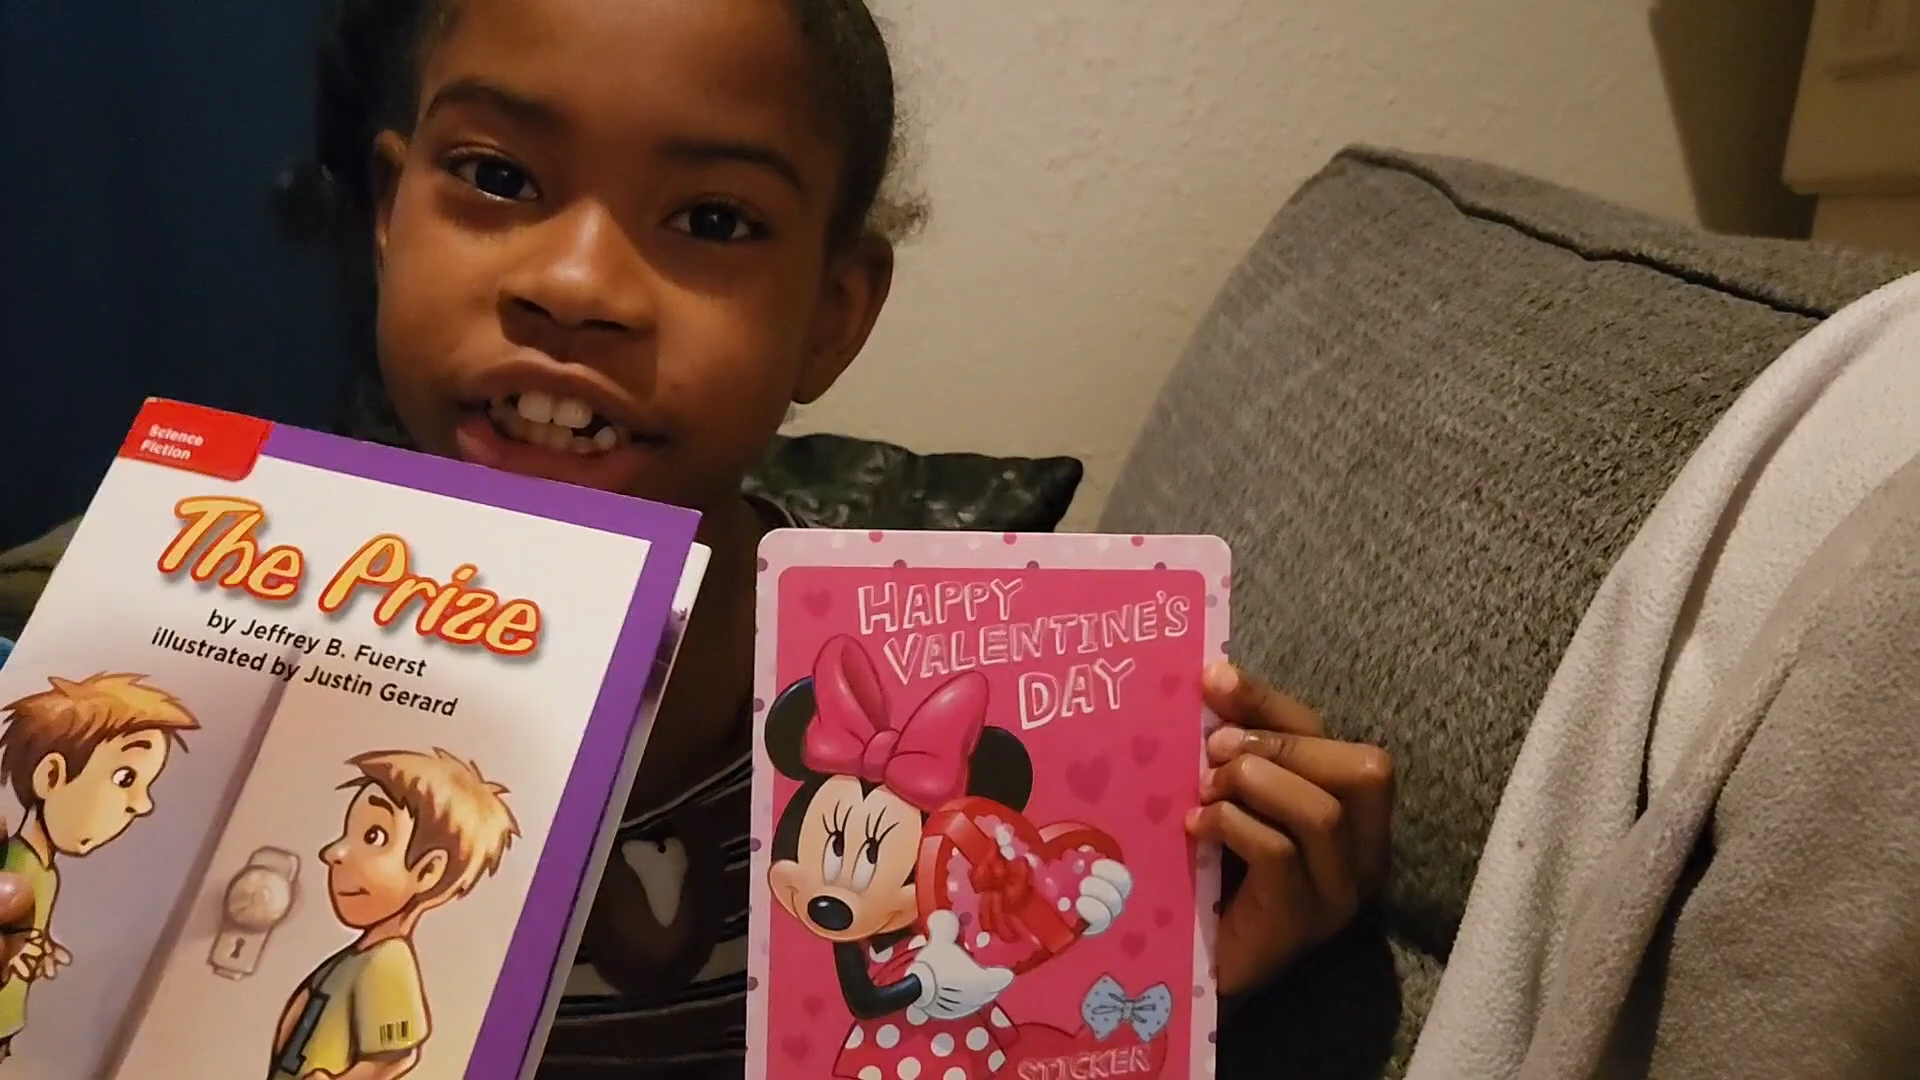 Science
Fiction
The Prize
by Jeffrey B. Fuerst
illustrated by Justin Gerard
HAPPY
VALENTINE'S
DAY
STICKER